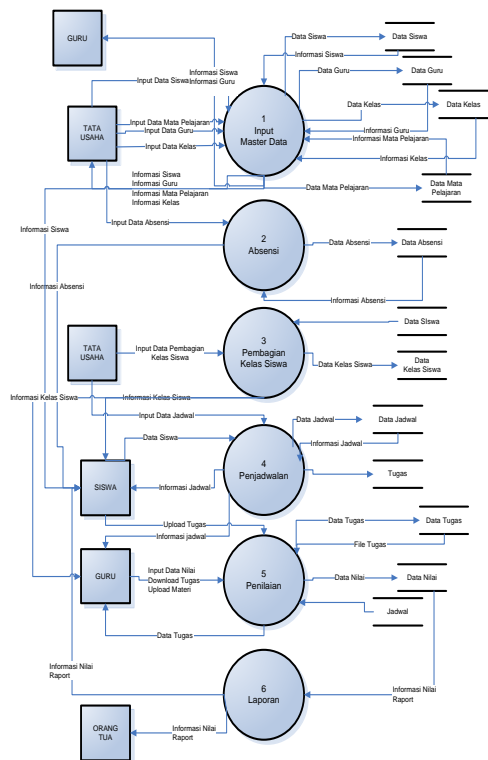 GURU
Data Siswa
Data Siswa
Informasi Siswa
Data Guru
Data Guru
Input Data Siswa
Informasi Siswa
Informasi Guru
Data Kelas
Data Kelas
1
Input
Master Data
TATA
USAHA
Input Data Mata Pelajaran
Input Data Guru
Input Data Kelas
Informasi Guru
Informasi Mata Pelajaran
Informasi Kelas
Informasi Siswa
Informasi Guru
Informasi Mata Pelajaran
Informasi Kelas
Data Mata Pelajaran
Data Mata
Pelajaran
Informasi Siswa
Input Data Absensi
2
Absensi
Data Absensi
Data Absensi
Informasi Absensi
Informasi Absensi
Data SIswa
TATA
USAHA
Input Data Pembagian
Kelas Siswa
3
Pembagian
Kelas Siswa
Data Kelas Siswa
Data
Kelas Siswa
Informasi Kelas Siswa
Informasi Kelas Siswa
Input Data Jadwal
Data Jadwal
Data Jadwal
Data Siswa
Informasi Jadwal
4
Penjadwalan
SISWA
Informasi Jadwal
Tugas
Upload Tugas
Informasi jadwal
Data Tugas
Data Tugas
File Tugas
GURU
Input Data Nilai
Download Tugas
Upload Materi
5
Penilaian
Data Nilai
Data Nilai
Jadwal
Data Tugas
Informasi Nilai
Raport
6
Laporan
Informasi Nilai
Raport
ORANG
TUA
Informasi Nilai
Raport